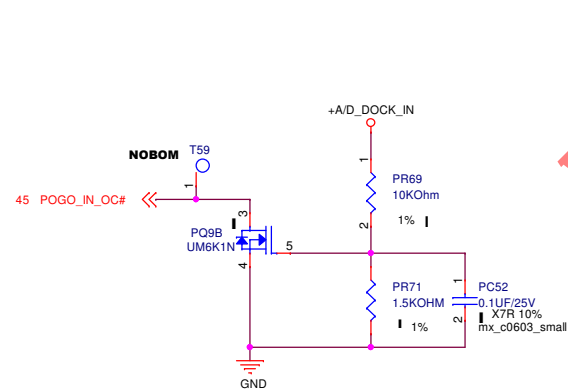 +A/D_DOCK_IN
NOBOM
T59
1
1
PR69
10KOhm
45 POGO_IN_OC#
2
1%
3
PQ9B
UM6K1N
5
4
1
PR71
PC52
1.5KOHM
0.1UF/25V
2
X7R 10%
1%
mx_c0603_small
2
GND